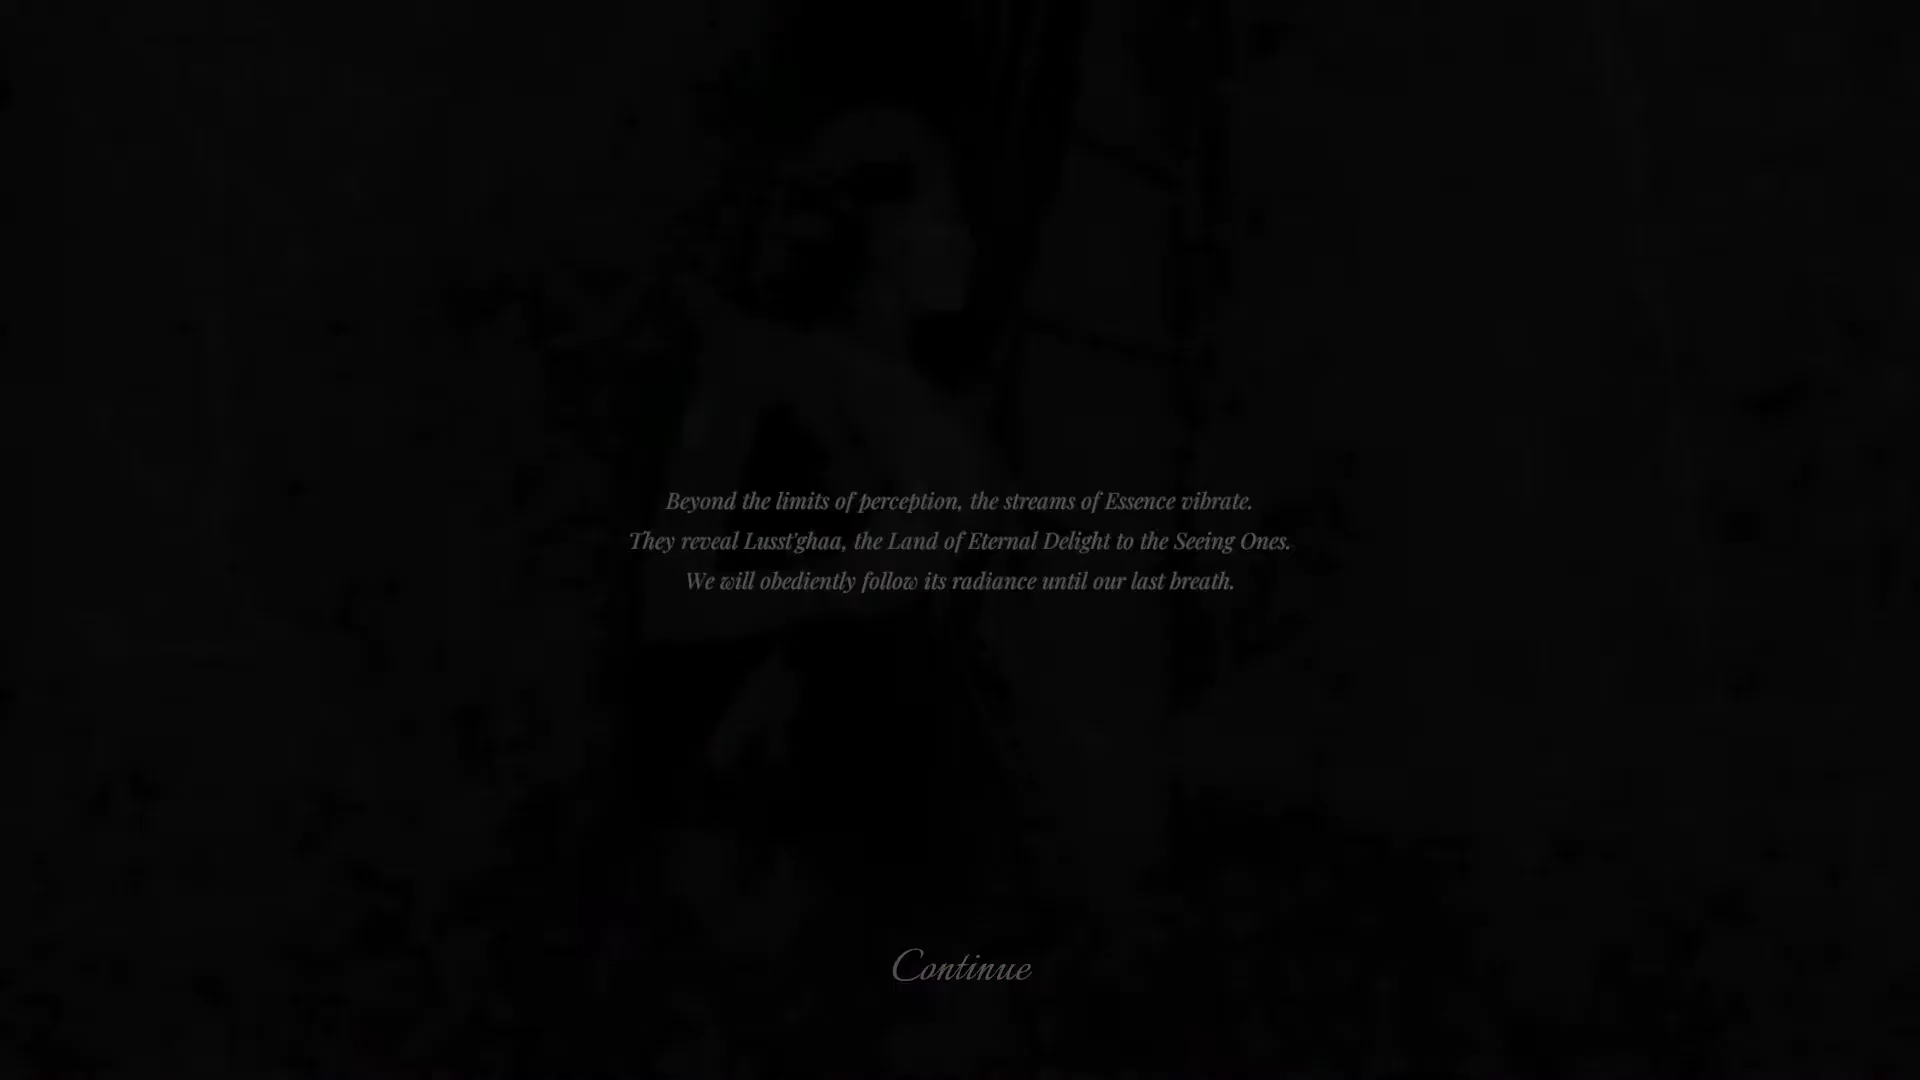 Beyond the limits of perception, the streams of Essence vibrate.
They reveal Lusst'ghaa, the Land of Eternal Delight to the Seeing Ones.
We will obediently follow its radiance until our last breath.
Continue